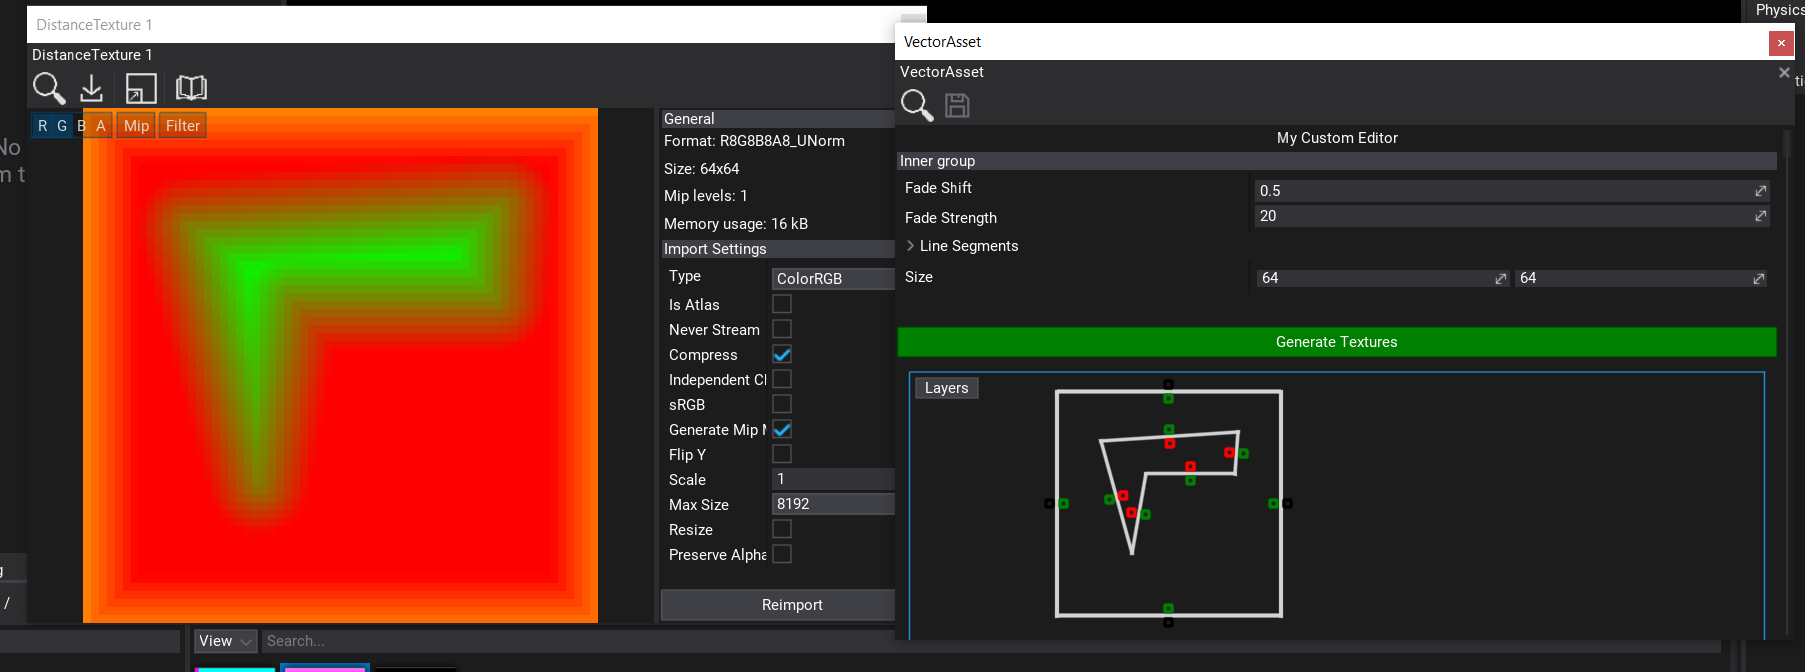 Physics
DistanceTexture 1
VectorAsset
DistanceTexture 1
VectorAsset
R G B A Mip Filter
General
Format: R8G8B8A8_UNorm
Size: 64x64
Mip levels: 1
Memory usage: 16 kB
Import Settings
Type ColorRGB
Is Atlas
Never Stream
Compress
Independent Cl
sRGB
Generate Mip M
Flip Y
Scale 1
Max Size 8192
Resize
Preserve Alpha
Reimport
My Custom Editor
Inner group
Fade Shift 0.5
Fade Strength 20
Line Segments
Size 64 64
Generate Textures
Layers
No
m t
g
/
View Search...